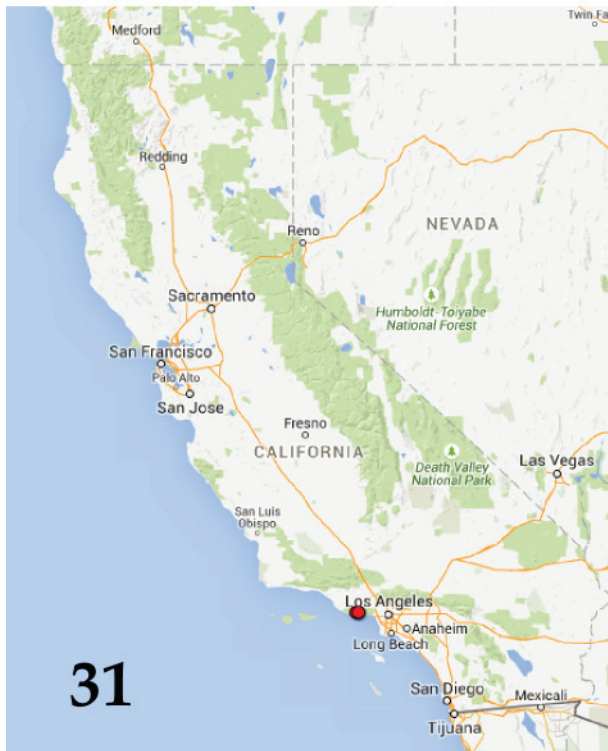 Twin Fa
Medford
Redding
Reno
NEVADA
Sacramento
Humboldt-Toiyabe
National Forest
San Francisco
Palo Alto
San Jose
Fresno
CALIFORNIA
Death Valley
National Park
Las Vegas
San Luis
Obispo
Los Angeles
Anaheim
Long Beach
31
San Diego
Mexicali
Tijuana